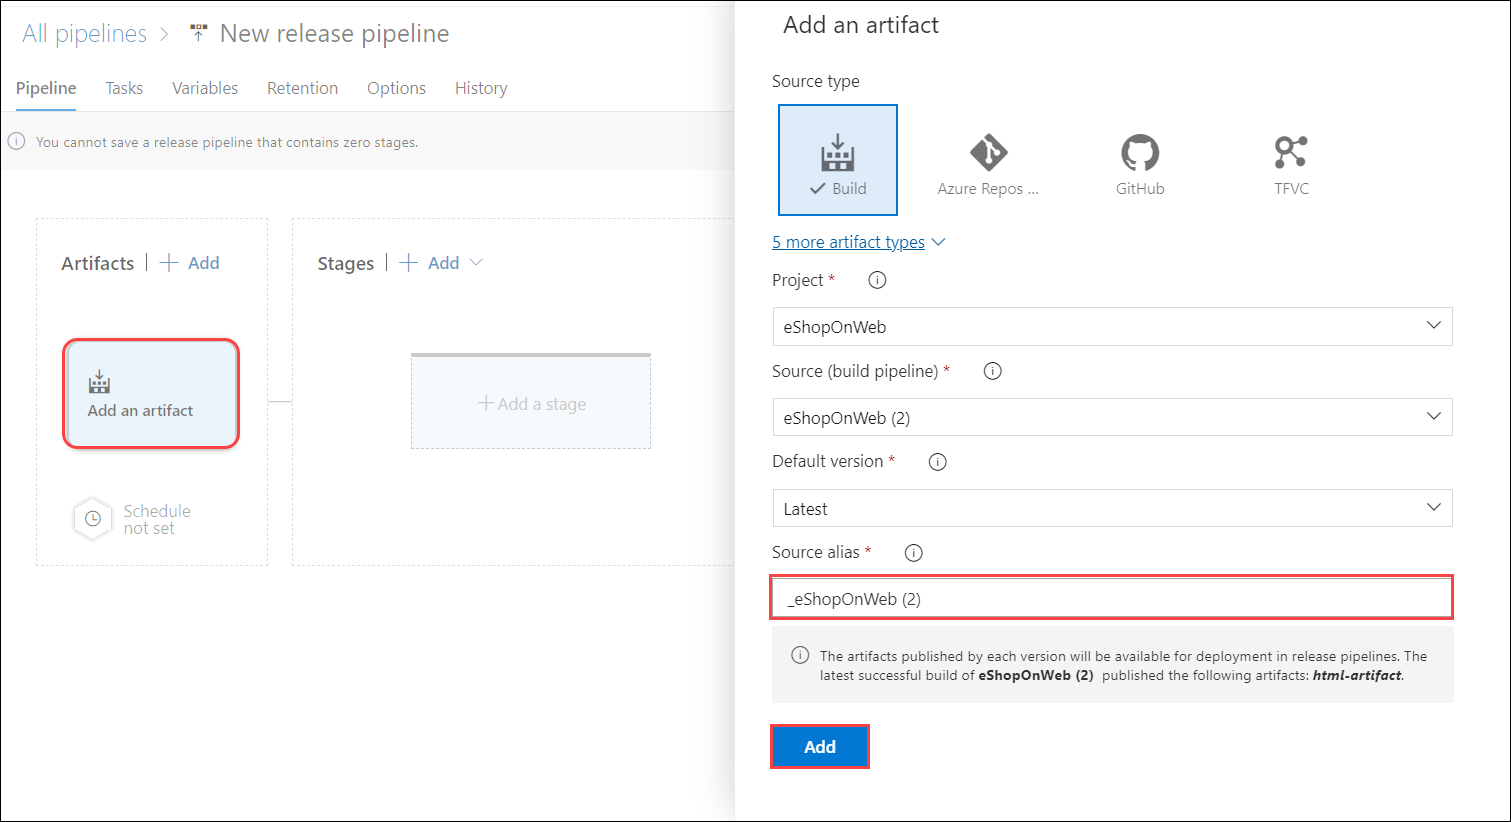 All pipelines > New release pipeline
Pipeline Tasks Variables Retention Options History
You cannot save a release pipeline that contains zero stages.
Artifacts | + Add
Stages | + Add
Add an artifact
+ Add a stage
Schedule
not set
Add an artifact
Source type
Build
Azure Repos ...
GitHub
TFVC
5 more artifact types
Project *
eShopOnWeb
Source (build pipeline) *
eShopOnWeb (2)
Default version *
Latest
Source alias *
_eShopOnWeb (2)
The artifacts published by each version will be available for deployment in release pipelines. The
latest successful build of eShopOnWeb (2) published the following artifacts: html-artifact.
Add